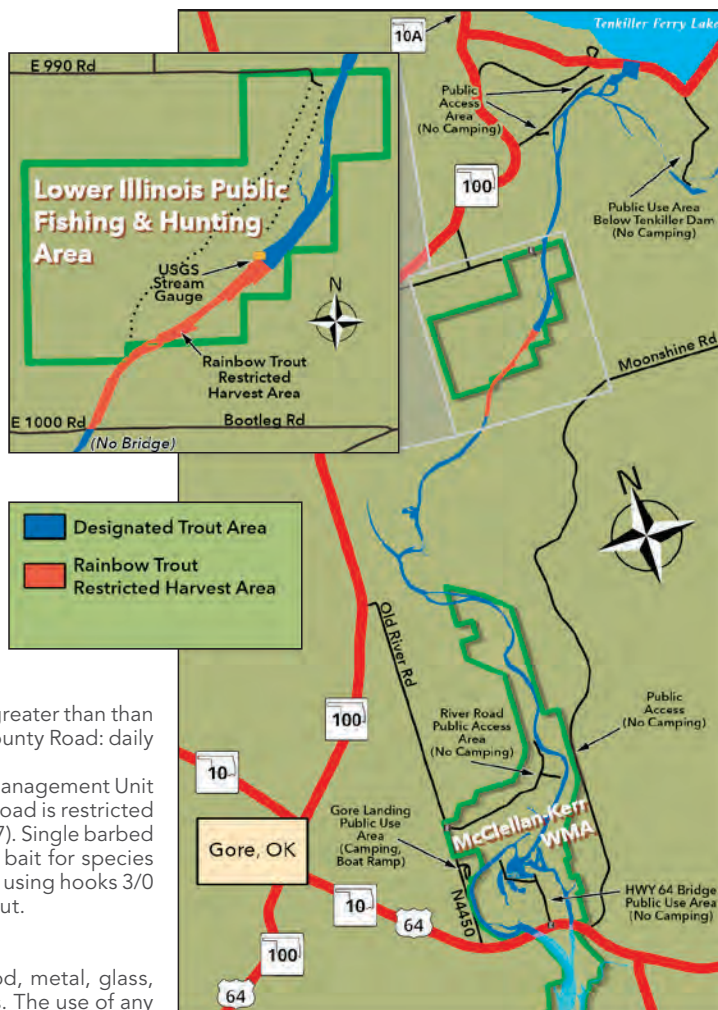 Tenkiller Ferry Lake
10A
Public
Access
Area
(No Camping)
100
Public Use Area
Below Tenkiller Dam
(No Camping)
E 990 Rd
Lower Illinois Public
Fishing & Hunting
Area
USGS
Stream
Gauge
N
Rainbow Trout
Restricted
Harvest Area
E 1000 Rd
Bootleg Rd
(No Bridge)
Moonshine Rd
N
Designated Trout Area
Rainbow Trout
Restricted Harvest Area
Old River Rd
100
10
River Road
Public Access
Area
(No Camping)
Public
Access
(No Camping)
Gore Landing
Public Use
Area
(Camping,
Boat Ramp)
McClellan-Kerr
WMA
Gore, OK
N4450
HWY 64 Bridge
Public Use Area
(No Camping)
10
64
100
64
greater than than
ounty Road: daily
anagement Unit
oad is restricted
7). Single barbed
bait for species
using hooks 3/0
ut.
od, metal, glass,
s. The use of any